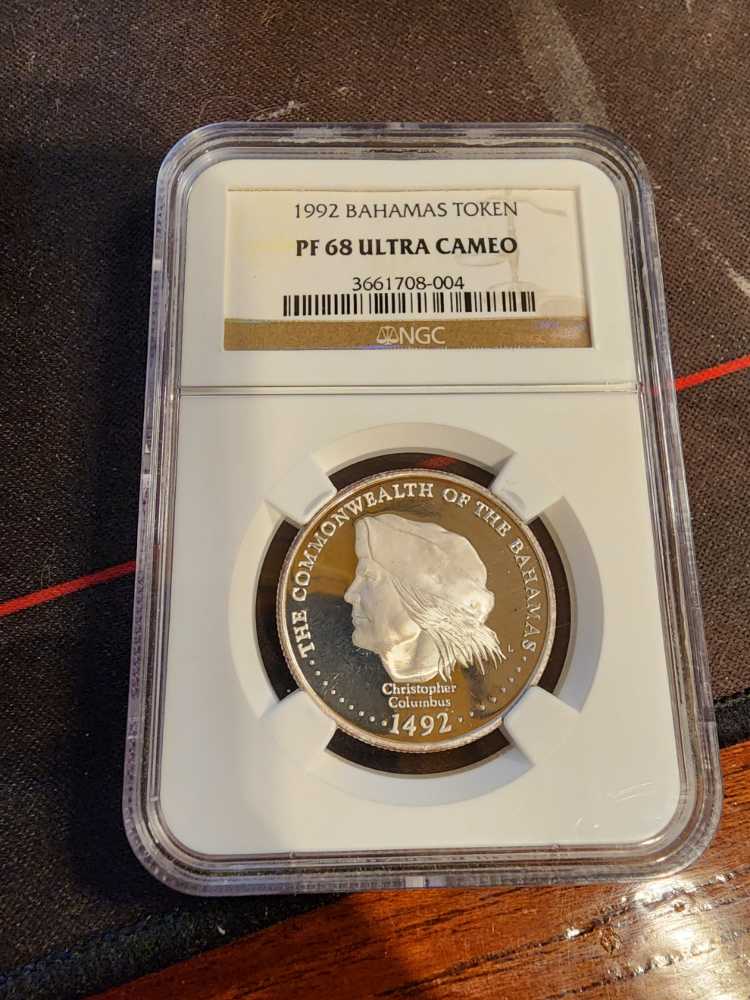 1992 BAHAMAS TOKEN
PF 68 ULTRA CAMEO
3661708-004
NGC
THE COMMONWEALTH OF THE BAHAMAS
Christopher
Columbus
1492